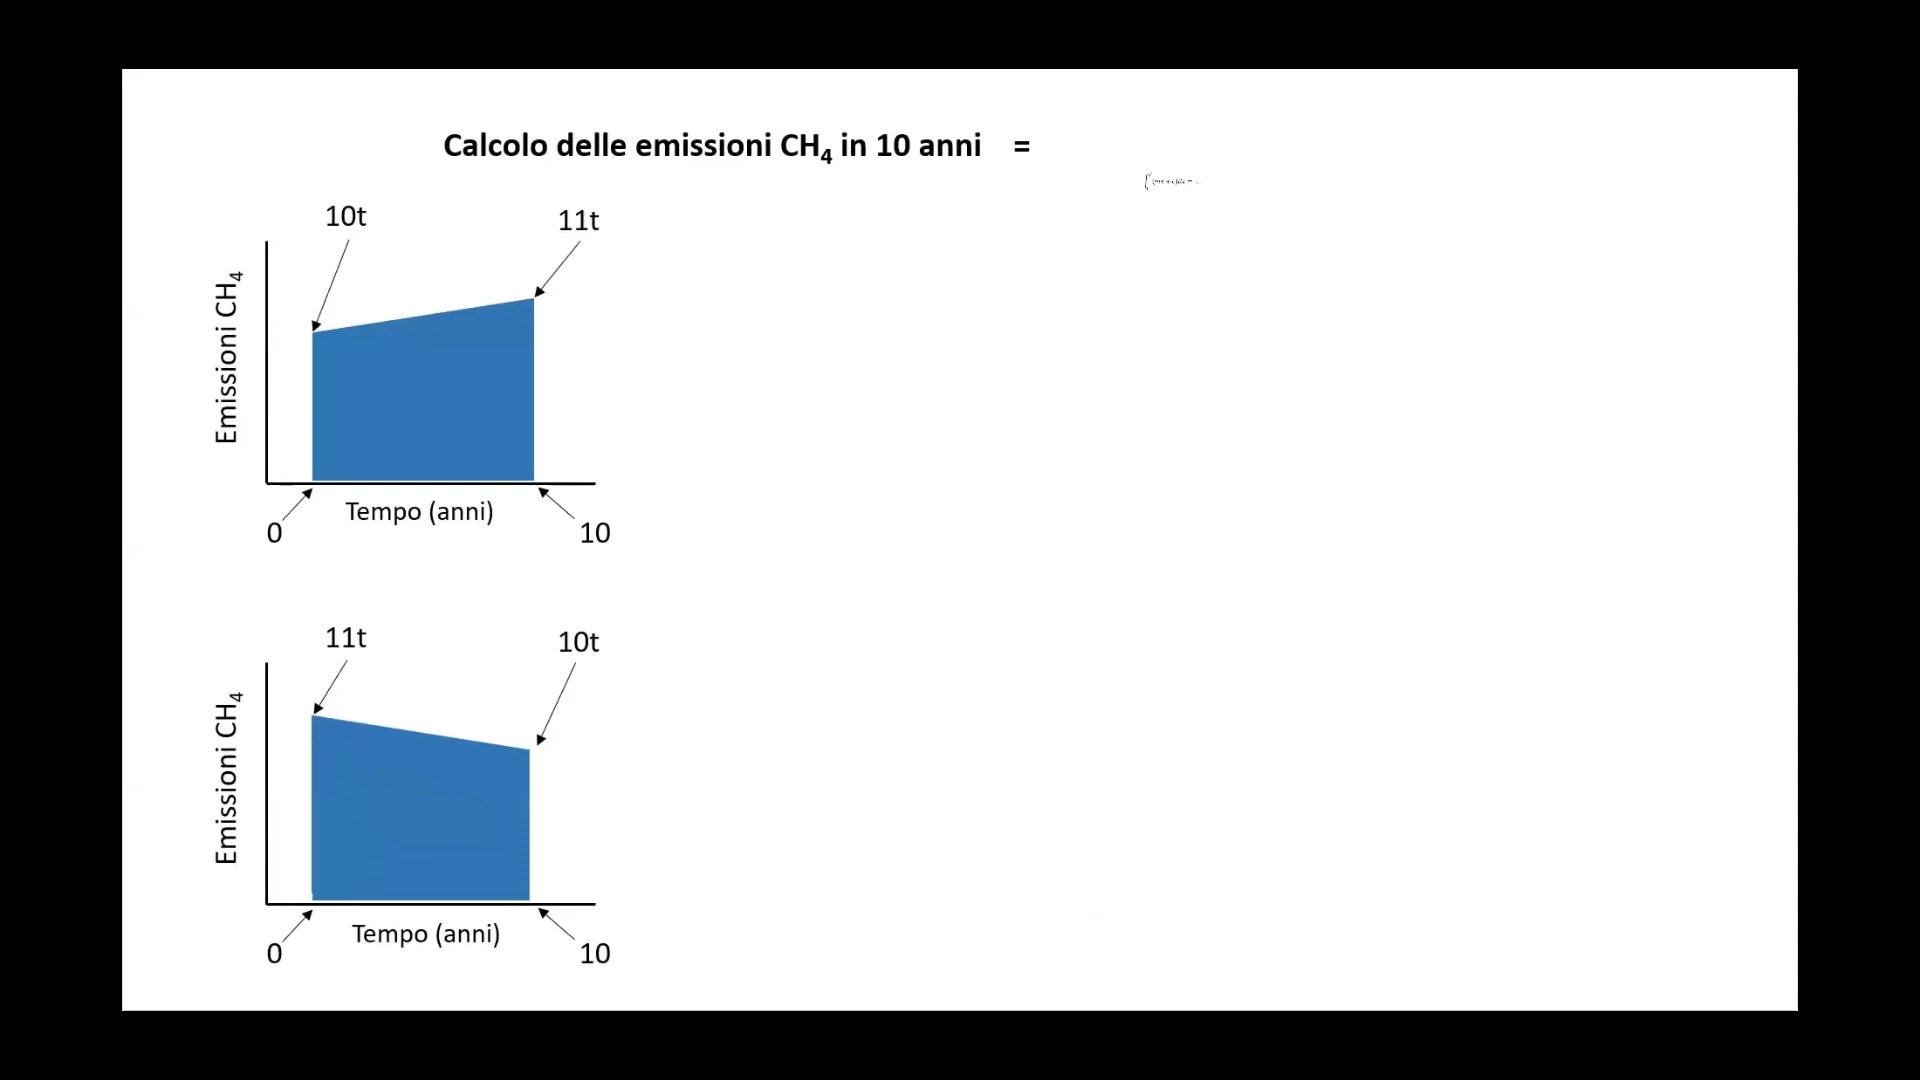 Calcolo delle emissioni CH₄ in 10 anni =
10t
11t
Emissioni CH₄
Tempo (anni)
0
10
11t
10t
Emissioni CH₄
Tempo (anni)
0
10